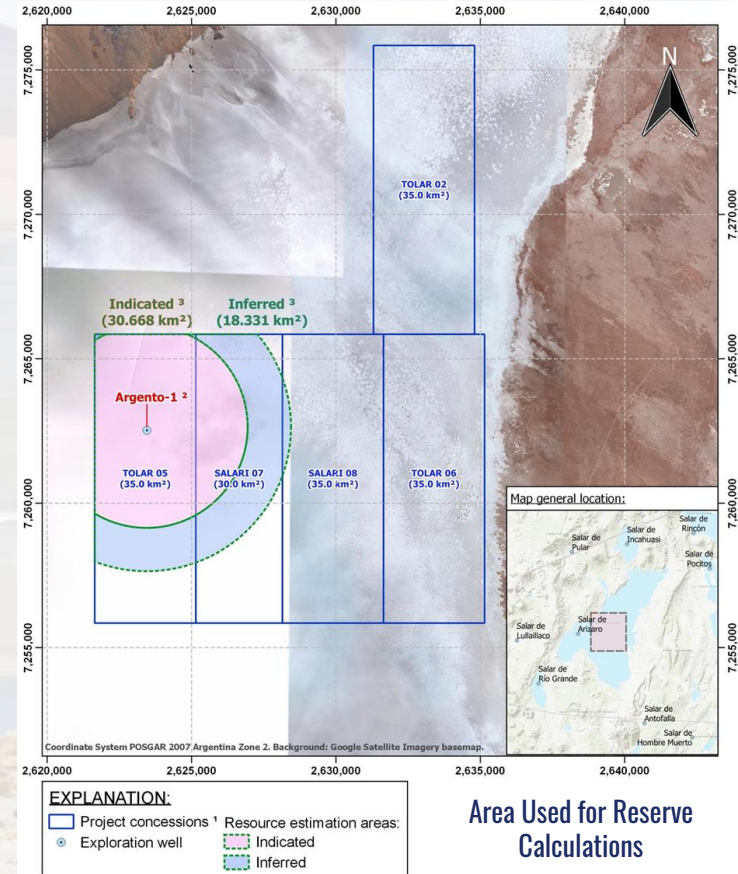 2,620,000 2,625,000 2,630,000 2,635,000 2,640,000
7,275,000 7,275,000
N
TOLAR 02
(35.0 km²)
7,270,000 7,270,000
Indicated ³ Inferred ³
(30.668 km²) (18.331 km²)
7,265,000 7,265,000
Argento-1 ²
TOLAR 05 SALARI 07 SALARI 08 TOLAR 06
(35.0 km²) (30.0 km²) (35.0 km²) (35.0 km²)
7,260,000 7,260,000
Map general location:
Salar de
Rincón
Salar de
Incahuasi
Salar de
Pular
Salar de
Pocitos
Salar de
Arizaro
Salar de
Lullaillaco
Salar de
Río Grande
Salar de
Antofalla
Salar de
Hombre Muerto
7,255,000 7,255,000
Coordinate System POSGAR 2007 Argentina Zone 2. Background: Google Satellite Imagery basemap.
2,620,000 2,625,000 2,630,000 2,635,000 2,640,000
EXPLANATION:
Project concessions ¹ Resource estimation areas:
Exploration well Indicated
Inferred
Area Used for Reserve
Calculations